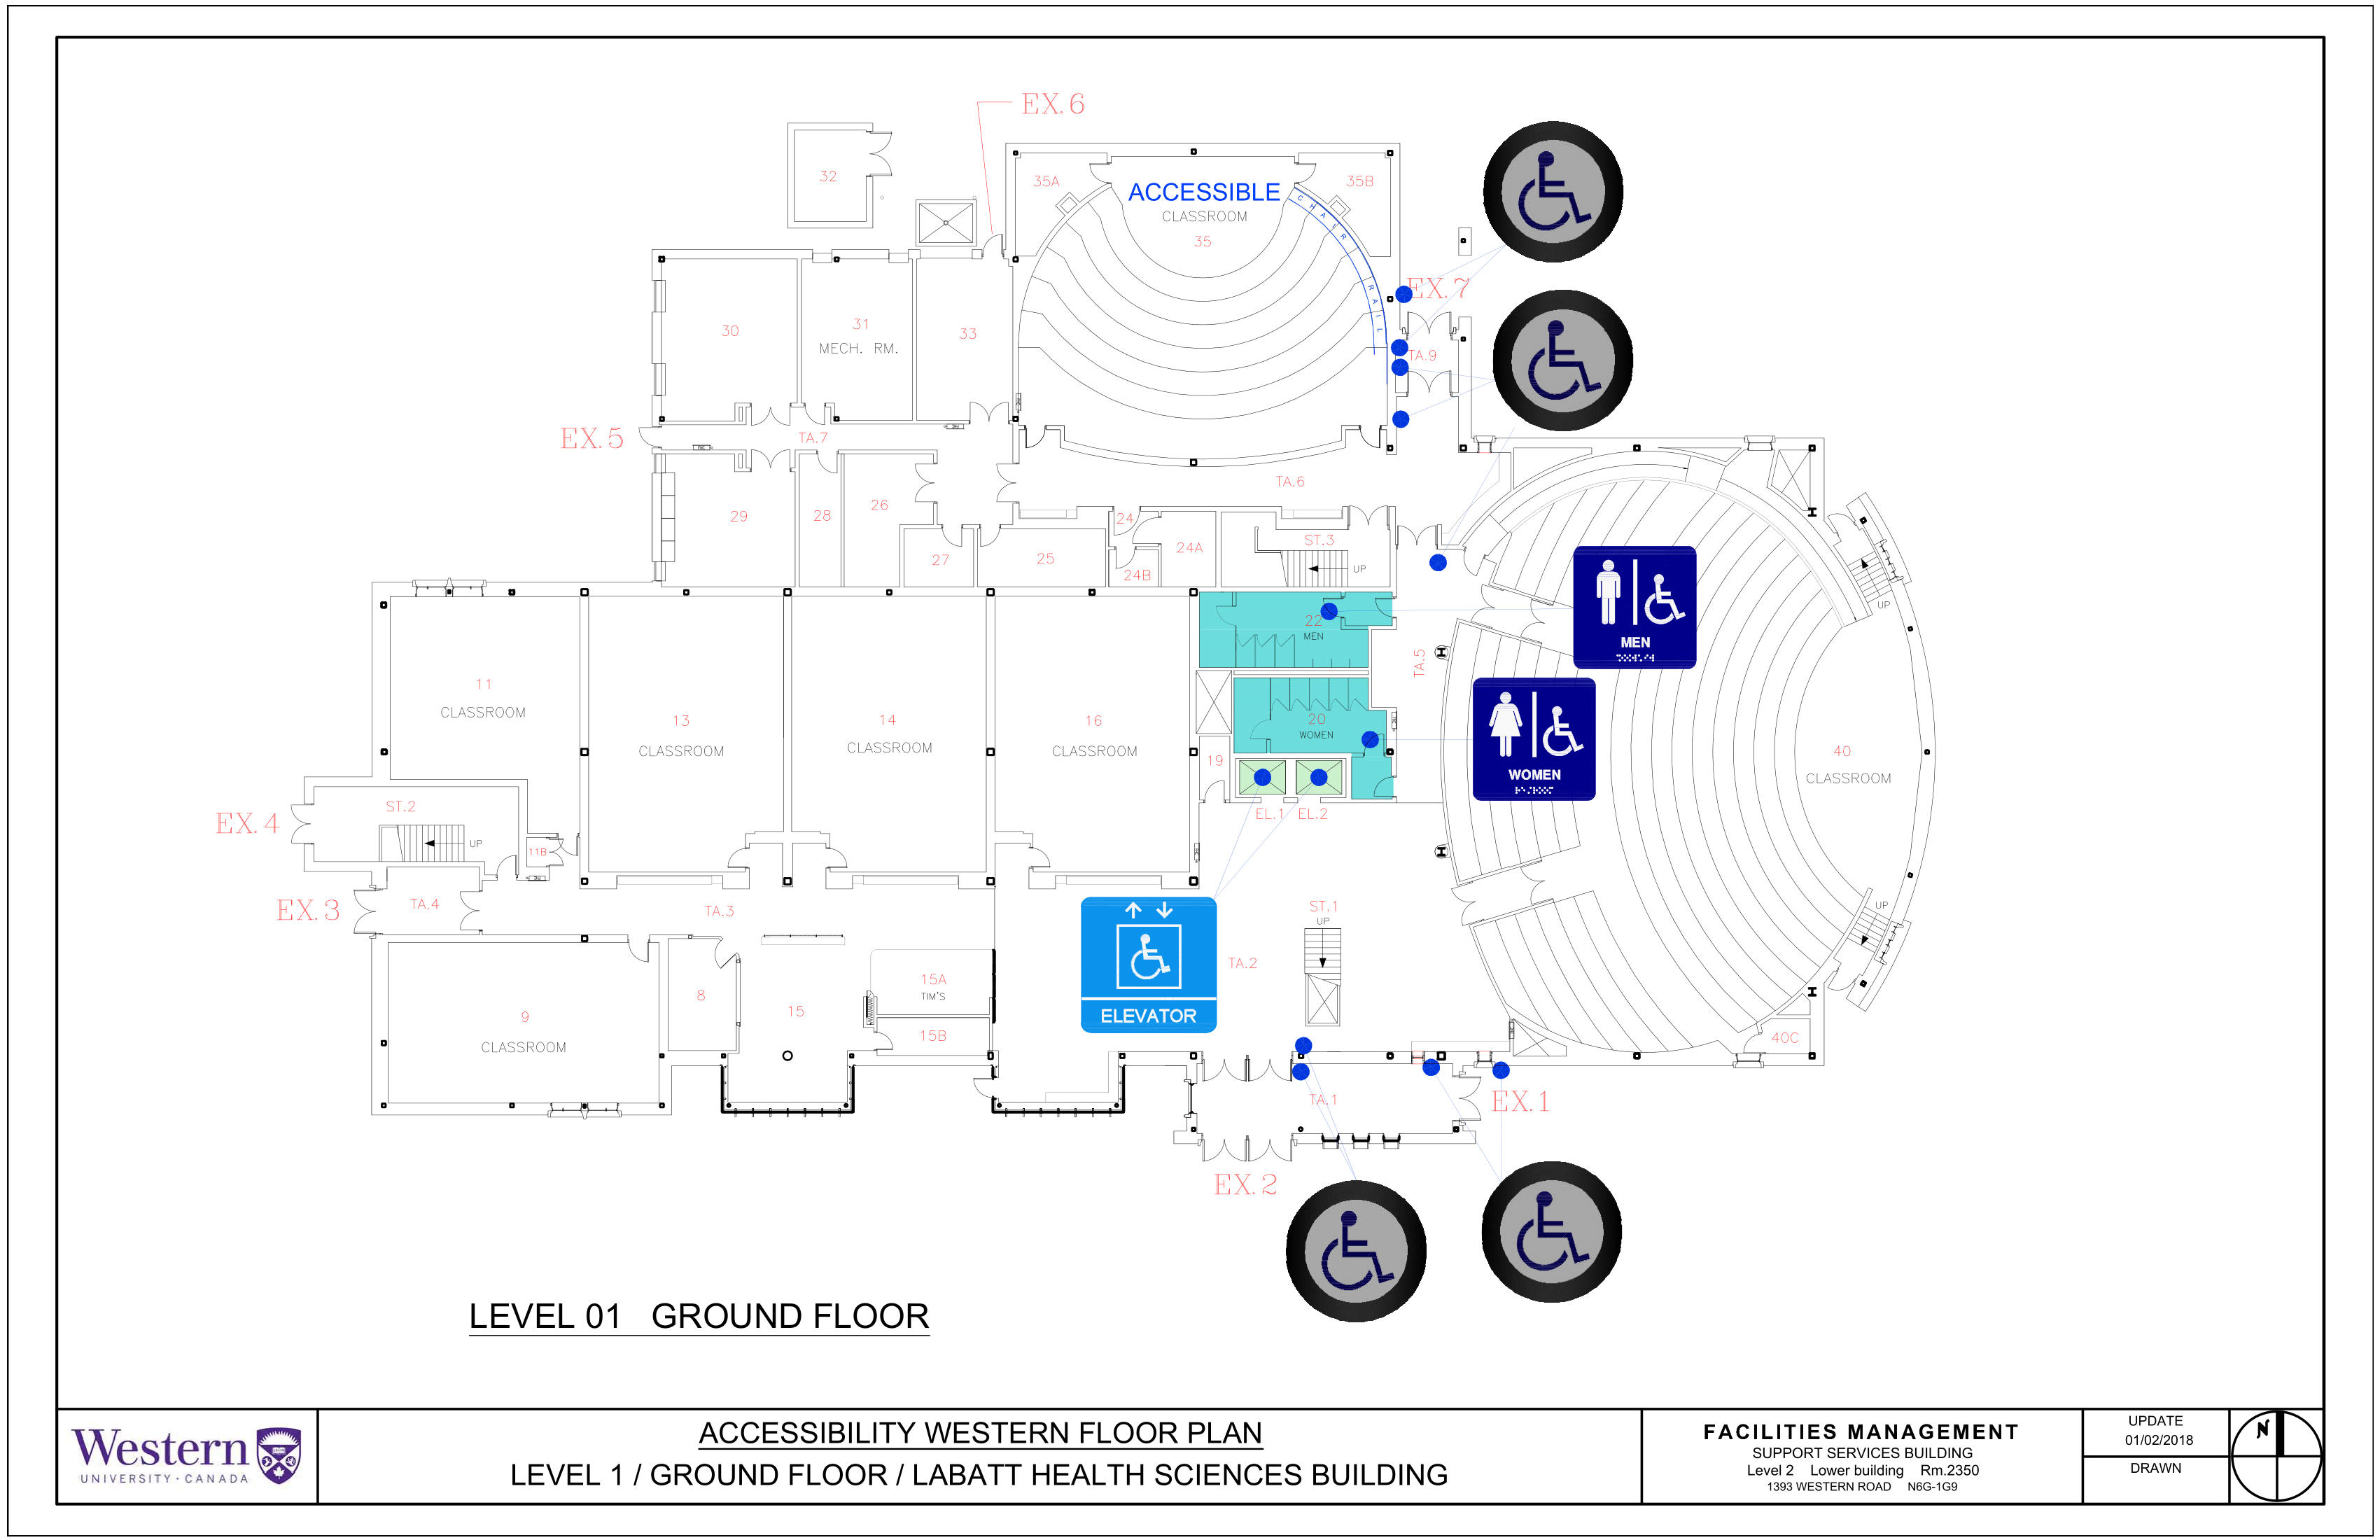 EX. 6
32
35A
ACCESSIBLE
35B
CLASSROOM
35
CHAER RAIL
EX. 7
30
31
MECH. RM.
33
TA.9
EX. 5
TA.7
TA.6
29
28
26
24
24A
ST.3
UP
27
25
24B
UP
22
MEN
MEN
TA.5
11
CLASSROOM
13
CLASSROOM
14
CLASSROOM
16
CLASSROOM
20
WOMEN
WOMEN
40
CLASSROOM
19
ST.2
EX. 4
UP
EL.1
EL.2
11B
EX. 3
TA.4
TA.3
ST.1
UP
UP
TA.2
15A
TIM'S
8
15
9
CLASSROOM
15B
ELEVATOR
40C
TA.1
EX. 1
EX. 2
LEVEL 01 GROUND FLOOR
Western
UNIVERSITY · CANADA
ACCESSIBILITY WESTERN FLOOR PLAN
LEVEL 1 / GROUND FLOOR / LABATT HEALTH SCIENCES BUILDING
FACILITIES MANAGEMENT
SUPPORT SERVICES BUILDING
Level 2 Lower building Rm.2350
1393 WESTERN ROAD N6G-1G9
UPDATE
01/02/2018
DRAWN
N